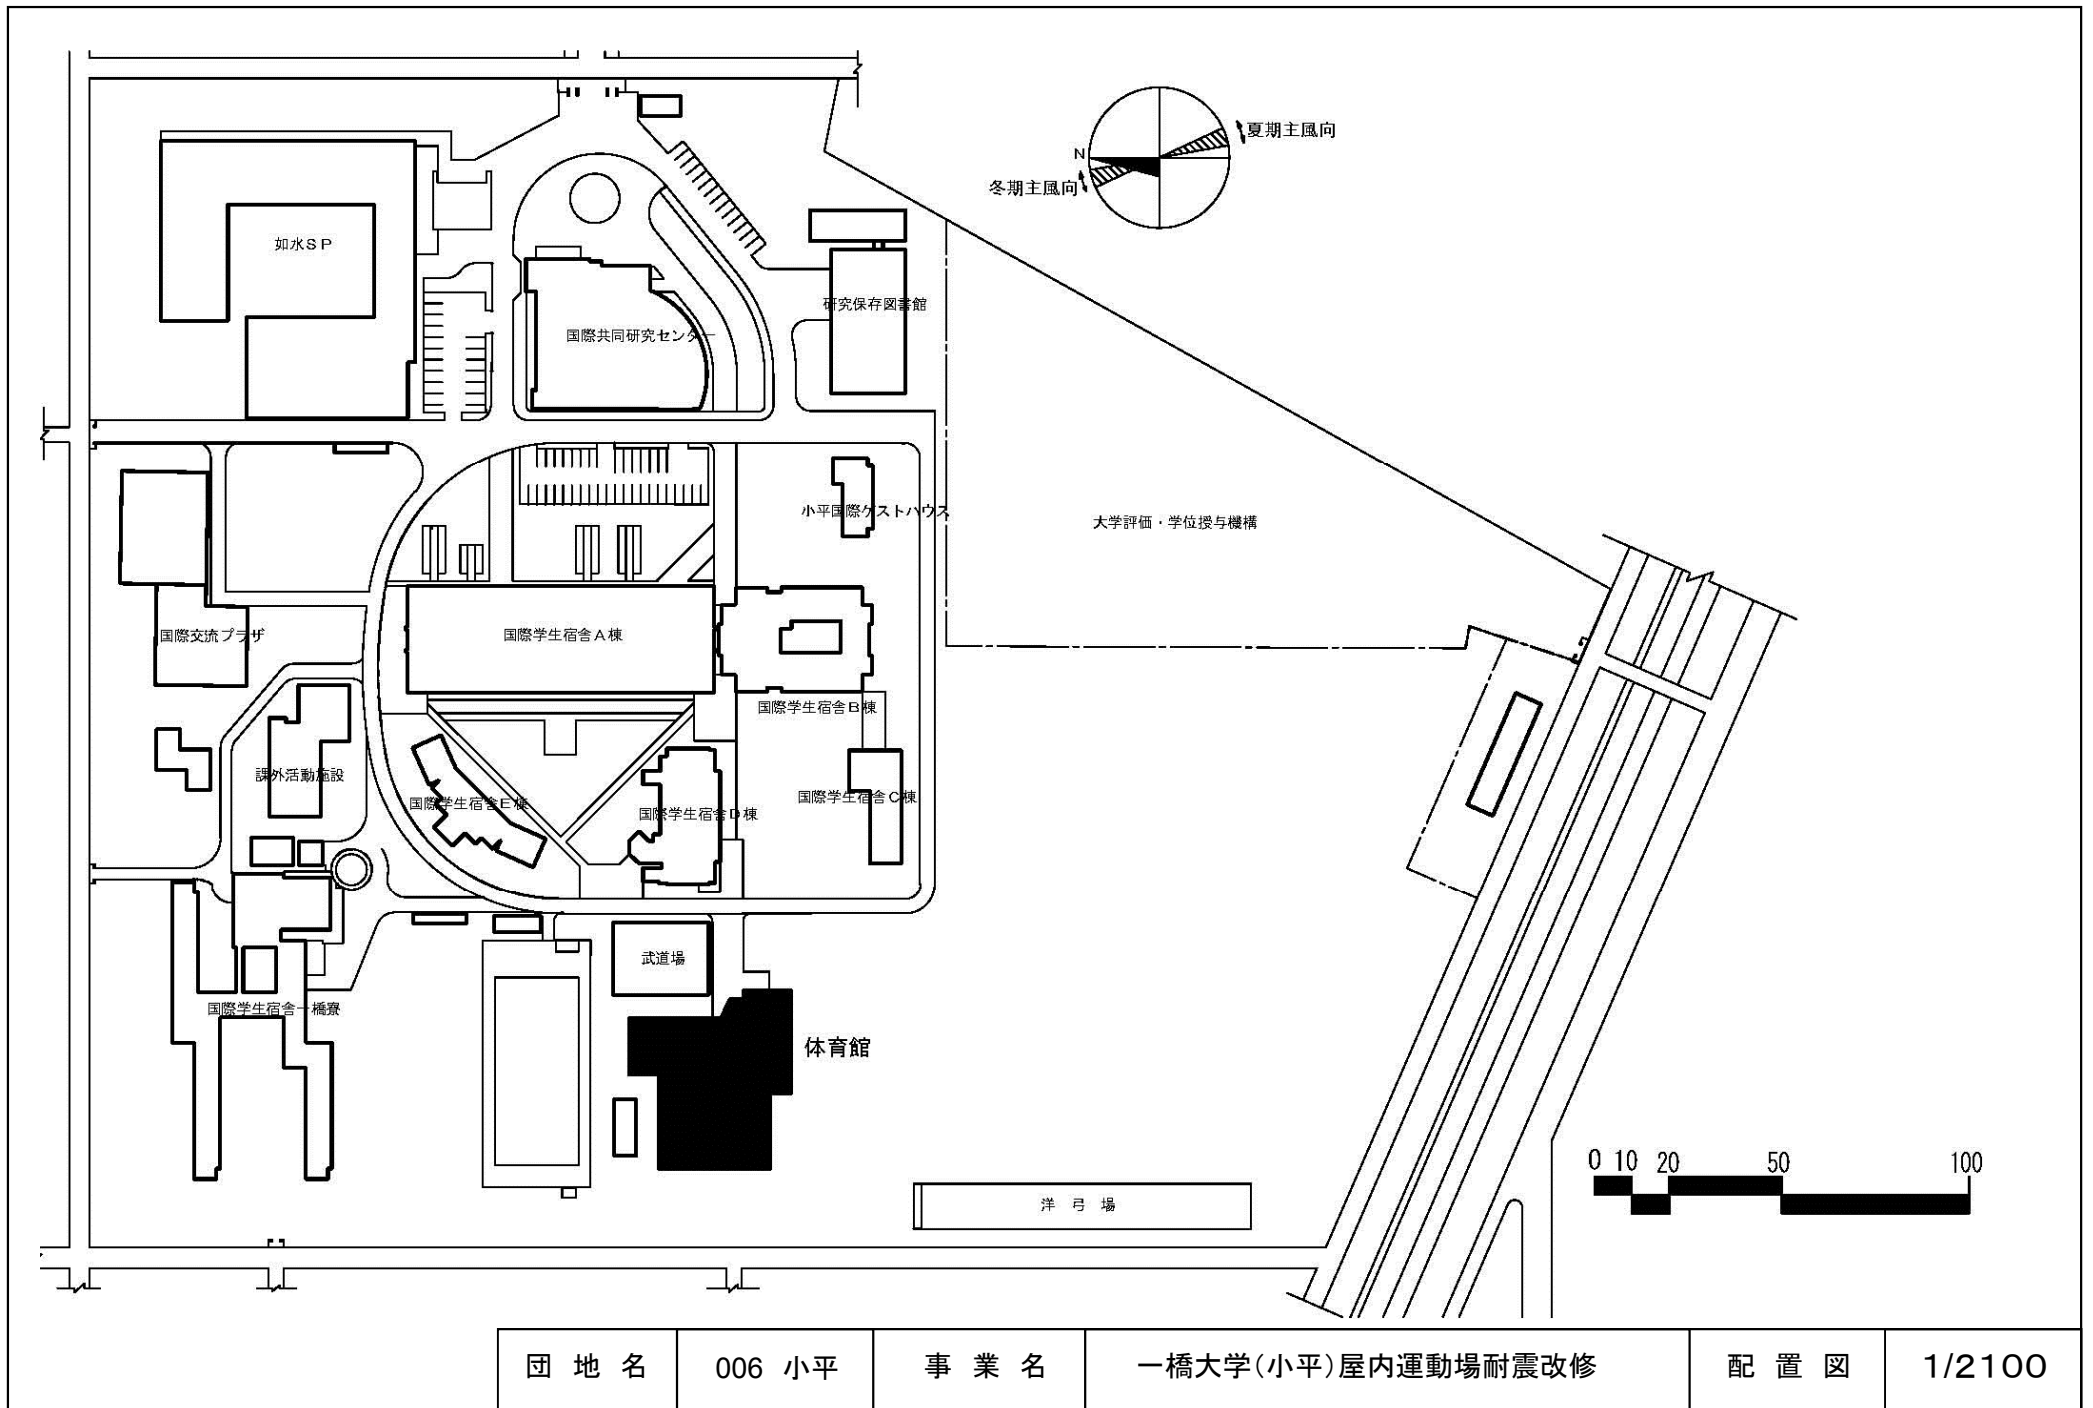 夏期主風向
N
冬期主風向
如水ＳＰ
研究保存図書館
国際共同研究センター
小平国際ゲストハウス
大学評価・学位授与機構
国際交流プラザ
国際学生宿舎Ａ棟
国際学生宿舎Ｂ棟
課外活動施設
国際学生宿舎Ｅ棟
国際学生宿舎Ｄ棟
国際学生宿舎Ｃ棟
武道場
国際学生宿舎一橋寮
体育館
0 10 20 50 100
洋弓場
団地名 006 小平 事業名 一橋大学(小平)屋内運動場耐震改修 配置図 1/2100